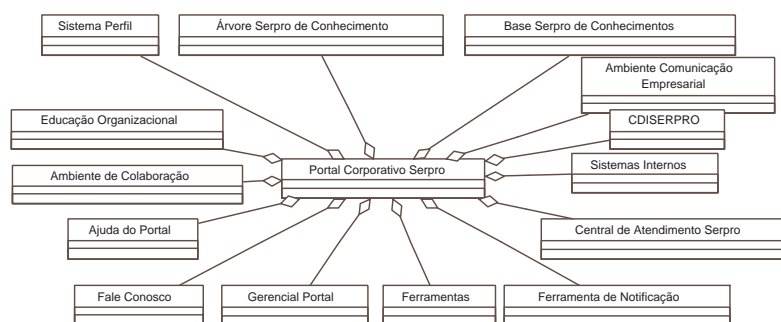 Sistema Perfil
Árvore Serpro de Conhecimento
Base Serpro de Conhecimentos
Ambiente Comunicação
Empresarial
Educação Organizacional
CDISERPRO
Portal Corporativo Serpro
Sistemas Internos
Ambiente de Colaboração
Ajuda do Portal
Central de Atendimento Serpro
Fale Conosco
Gerencial Portal
Ferramentas
Ferramenta de Notificação